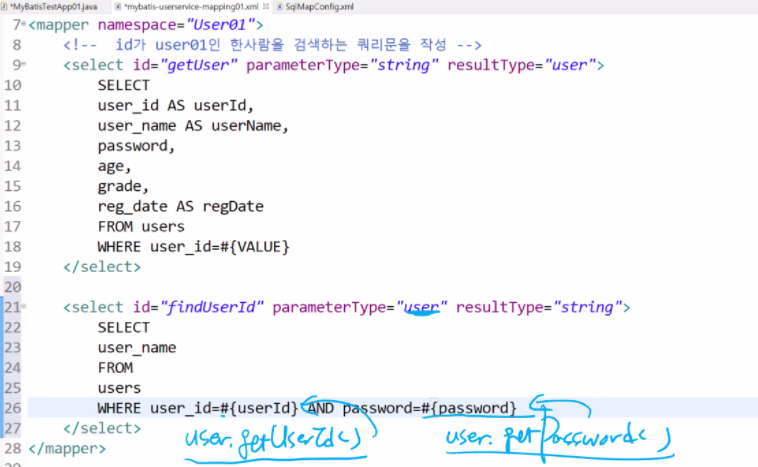 *MyBatisTestApp01.java *mybatis-userservice-mapping01.xml SqlMapConfig.xml
7 <mapper namespace="User01">
8 <!-- id가 user01인 한사람을 검색하는 쿼리문을 작성 -->
9 <select id="getUser" parameterType="string" resultType="user">
10 SELECT
11 user_id AS userId,
12 user_name AS userName,
13 password,
14 age,
15 grade,
16 reg_date AS regDate
17 FROM users
18 WHERE user_id=#{VALUE}
19 </select>
20
21 <select id="findUserId" parameterType="user" resultType="string">
22 SELECT
23 user_name
24 FROM
25 users
26 WHERE user_id=#{userId} AND password=#{password}
27 </select>
user.getUserId() user.getPassword()
28 </mapper>